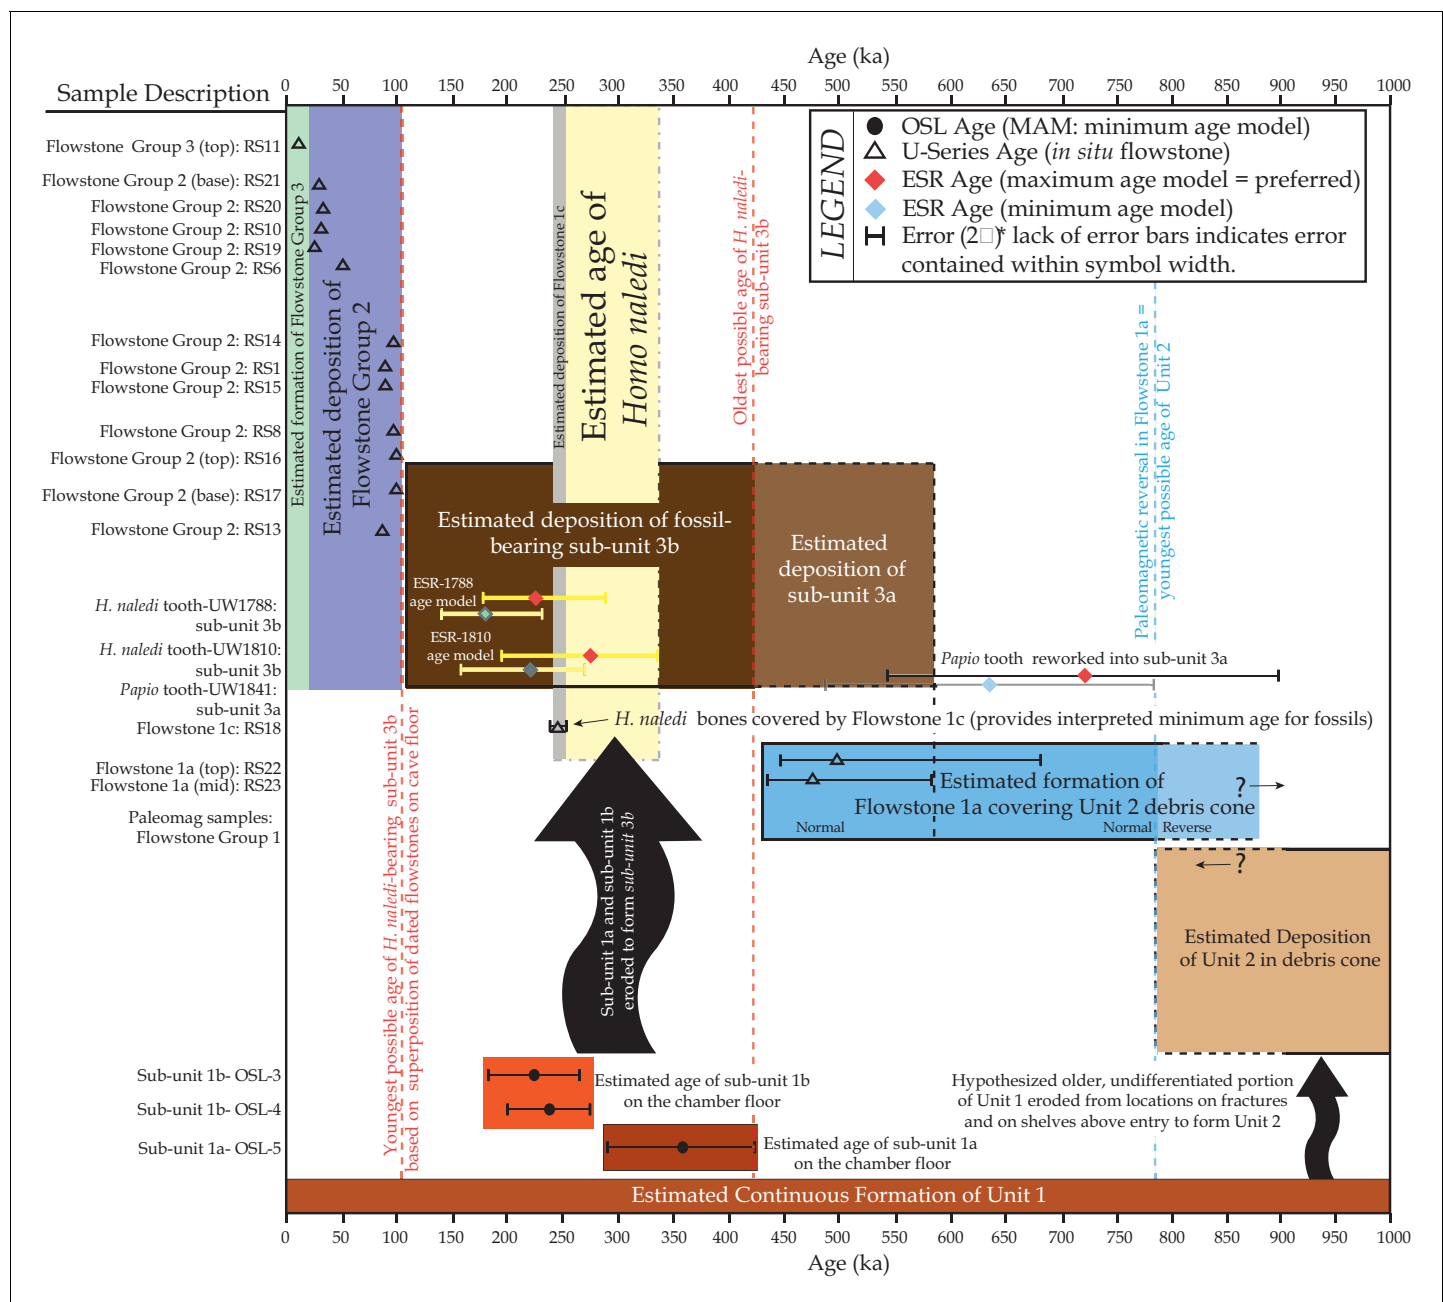 Age (ka)
0 50 100 150 200 250 300 350 400 450 500 550 600 650 700 750 800 850 900 950 1000
Sample Description
LEGEND
OSL Age (MAM: minimum age model)
U-Series Age (in situ flowstone)
ESR Age (maximum age model = preferred)
ESR Age (minimum age model)
Error (2□)* lack of error bars indicates error
contained within symbol width.
Flowstone Group 3 (top): RS11
Flowstone Group 2 (base): RS21
Flowstone Group 2: RS20
Flowstone Group 2: RS10
Flowstone Group 2: RS19
Flowstone Group 2: RS6
Flowstone Group 2: RS14
Flowstone Group 2: RS1
Flowstone Group 2: RS15
Flowstone Group 2: RS8
Flowstone Group 2 (top): RS16
Flowstone Group 2 (base): RS17
Flowstone Group 2: RS13
H. naledi tooth-UW1788:
sub-unit 3b
H. naledi tooth-UW1810:
sub-unit 3b
Papio tooth-UW1841:
sub-unit 3a
Flowstone 1c: RS18
Flowstone 1a (top): RS22
Flowstone 1a (mid): RS23
Paleomag samples:
Flowstone Group 1
Sub-unit 1b- OSL-3
Sub-unit 1b- OSL-4
Sub-unit 1a- OSL-5
Estimated formation of Flowstone Group 3
Estimated deposition of
Flowstone Group 2
Estimated deposition of Flowstone 1c
Estimated age of
Homo naledi
Oldest possible age of H. naledi-
bearing sub-unit 3b
Paleomagnetic reversal in Flowstone 1a =
youngest possible age of Unit 2
Estimated deposition of fossil-
bearing sub-unit 3b
Estimated
deposition of
sub-unit 3a
ESR-1788
age model
ESR-1810
age model
Papio tooth reworked into sub-unit 3a
H. naledi bones covered by Flowstone 1c (provides interpreted minimum age for fossils)
Estimated formation of
Flowstone 1a covering Unit 2 debris cone
?
Normal
Normal
Reverse
?
Estimated Deposition
of Unit 2 in debris cone
Youngest possible age of H. naledi-bearing sub-unit 3b
based on superposition of dated flowstones on cave floor
Sub-unit 1a and sub-unit 1b
eroded to form sub-unit 3b
Estimated age of sub-unit 1b
on the chamber floor
Estimated age of sub-unit 1a
on the chamber floor
Hypothesized older, undifferentiated portion
of Unit 1 eroded from locations on fractures
and on shelves above entry to form Unit 2
Estimated Continuous Formation of Unit 1
0 50 100 150 200 250 300 350 400 450 500 550 600 650 700 750 800 850 900 950 1000
Age (ka)